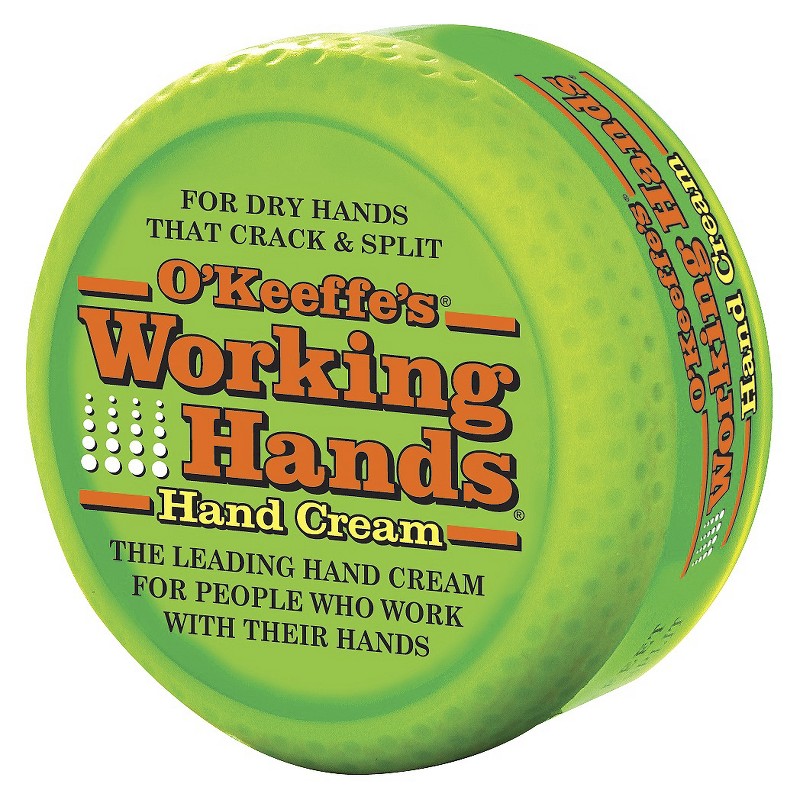 FOR DRY HANDS
THAT CRACK & SPLIT
O'Keeffe's®
Working
Hands®
Hand Cream
THE LEADING HAND CREAM
FOR PEOPLE WHO WORK
WITH THEIR HANDS
O'Keeffe's®
Working
Hands®
Hand Cream